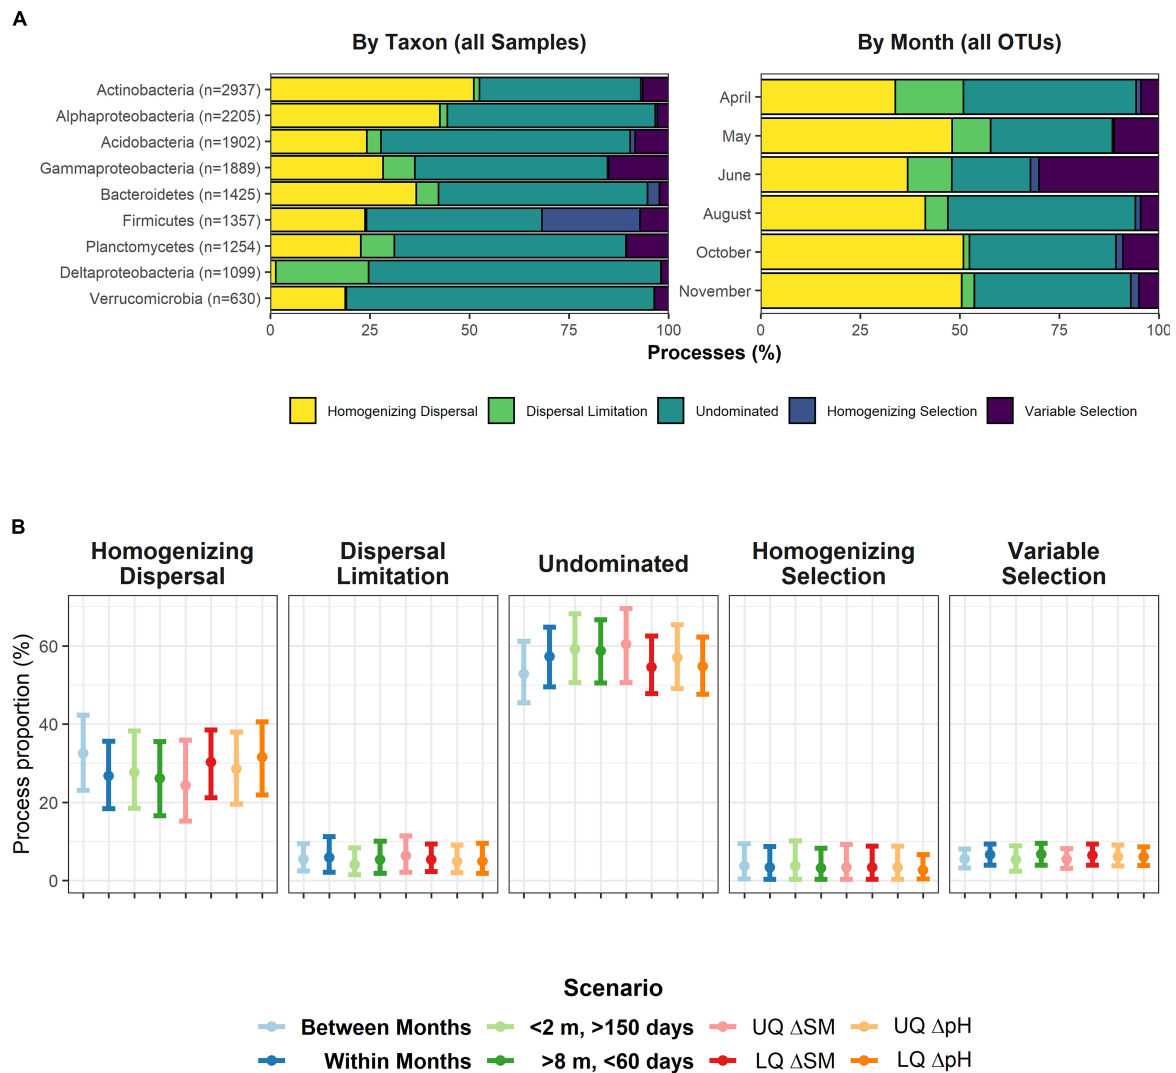 A
By Taxon (all Samples)
By Month (all OTUs)
Actinobacteria (n=2937)
Alphaproteobacteria (n=2205)
Acidobacteria (n=1902)
Gammaproteobacteria (n=1889)
Bacteroidetes (n=1425)
Firmicutes (n=1357)
Planctomycetes (n=1254)
Deltaproteobacteria (n=1099)
Verrucomicrobia (n=630)
0 25 50 75 100
April
May
June
August
October
November
0 25 50 75 100
Processes (%)
Homogenizing Dispersal
Dispersal Limitation
Undominated
Homogenizing Selection
Variable Selection
B
Homogenizing
Dispersal
Dispersal
Limitation
Undominated
Homogenizing
Selection
Variable
Selection
Process proportion (%)
60
40
20
0
Scenario
Between Months
<2 m, >150 days
UQ ΔSM
UQ ΔpH
Within Months
>8 m, <60 days
LQ ΔSM
LQ ΔpH